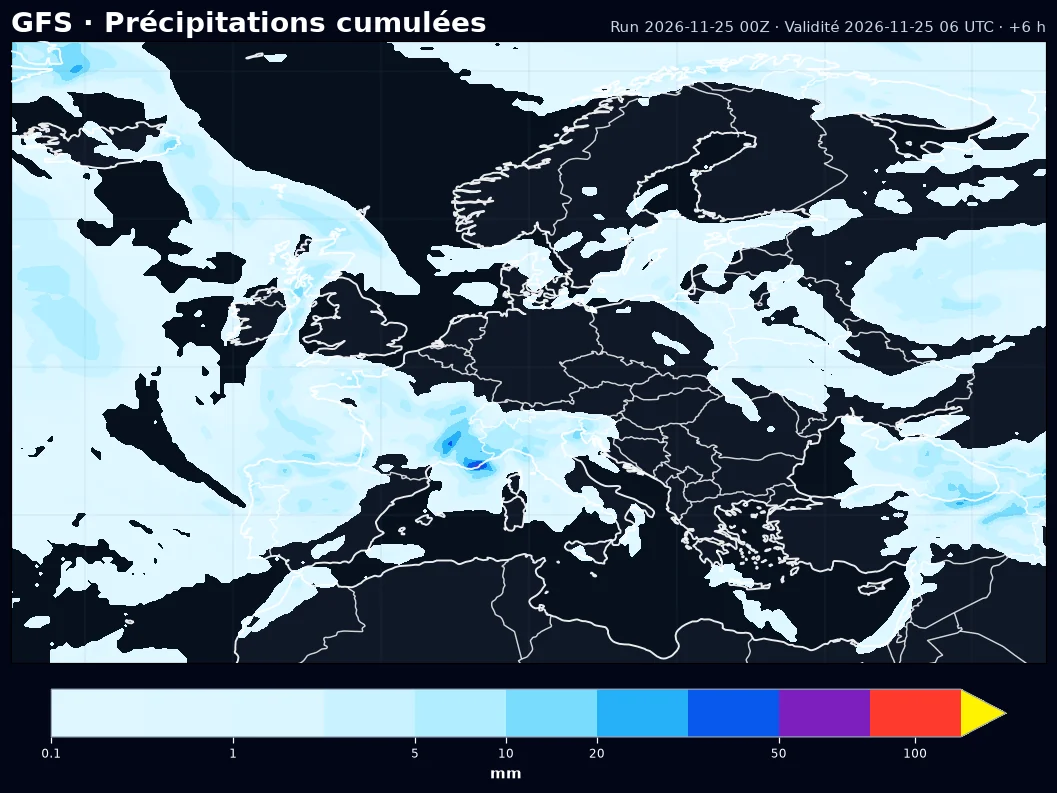 GFS · Précipitations cumulées
Run 2026-11-25 00Z · Validité 2026-11-25 06 UTC · +6 h
0.1 1 5 10 20 50 100
mm